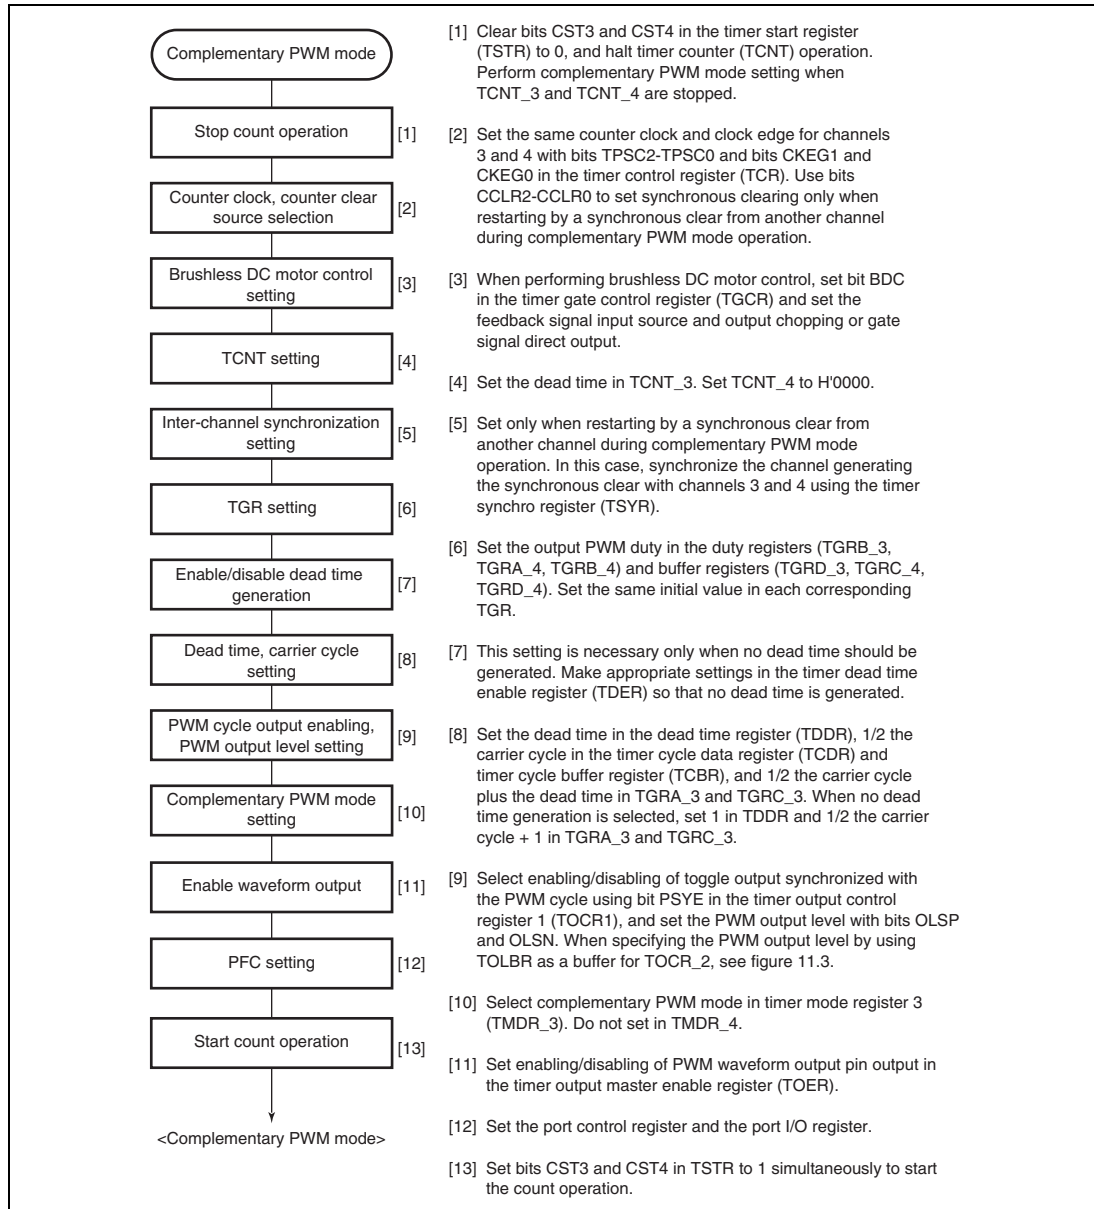 Complementary PWM mode
Stop count operation
[1]
Counter clock, counter clear
source selection
[2]
Brushless DC motor control
setting
[3]
TCNT setting
[4]
Inter-channel synchronization
setting
[5]
TGR setting
[6]
Enable/disable dead time
generation
[7]
Dead time, carrier cycle
setting
[8]
PWM cycle output enabling,
PWM output level setting
[9]
Complementary PWM mode
setting
[10]
Enable waveform output
[11]
PFC setting
[12]
Start count operation
[13]
<Complementary PWM mode>
[1] Clear bits CST3 and CST4 in the timer start register
(TSTR) to 0, and halt timer counter (TCNT) operation.
Perform complementary PWM mode setting when
TCNT_3 and TCNT_4 are stopped.
[2] Set the same counter clock and clock edge for channels
3 and 4 with bits TPSC2-TPSC0 and bits CKEG1 and
CKEG0 in the timer control register (TCR). Use bits
CCLR2-CCLR0 to set synchronous clearing only when
restarting by a synchronous clear from another channel
during complementary PWM mode operation.
[3] When performing brushless DC motor control, set bit BDC
in the timer gate control register (TGCR) and set the
feedback signal input source and output chopping or gate
signal direct output.
[4] Set the dead time in TCNT_3. Set TCNT_4 to H'0000.
[5] Set only when restarting by a synchronous clear from
another channel during complementary PWM mode
operation. In this case, synchronize the channel generating
the synchronous clear with channels 3 and 4 using the timer
synchro register (TSYR).
[6] Set the output PWM duty in the duty registers (TGRB_3,
TGRA_4, TGRB_4) and buffer registers (TGRD_3, TGRC_4,
TGRD_4). Set the same initial value in each corresponding
TGR.
[7] This setting is necessary only when no dead time should be
generated. Make appropriate settings in the timer dead time
enable register (TDER) so that no dead time is generated.
[8] Set the dead time in the dead time register (TDDR), 1/2 the
carrier cycle in the timer cycle data register (TCDR) and
timer cycle buffer register (TCBR), and 1/2 the carrier cycle
plus the dead time in TGRA_3 and TGRC_3. When no dead
time generation is selected, set 1 in TDDR and 1/2 the carrier
cycle + 1 in TGRA_3 and TGRC_3.
[9] Select enabling/disabling of toggle output synchronized with
the PWM cycle using bit PSYE in the timer output control
register 1 (TOCR1), and set the PWM output level with bits OLSP
and OLSN. When specifying the PWM output level by using
TOLBR as a buffer for TOCR_2, see figure 11.3.
[10] Select complementary PWM mode in timer mode register 3
(TMDR_3). Do not set in TMDR_4.
[11] Set enabling/disabling of PWM waveform output pin output in
the timer output master enable register (TOER).
[12] Set the port control register and the port I/O register.
[13] Set bits CST3 and CST4 in TSTR to 1 simultaneously to start
the count operation.